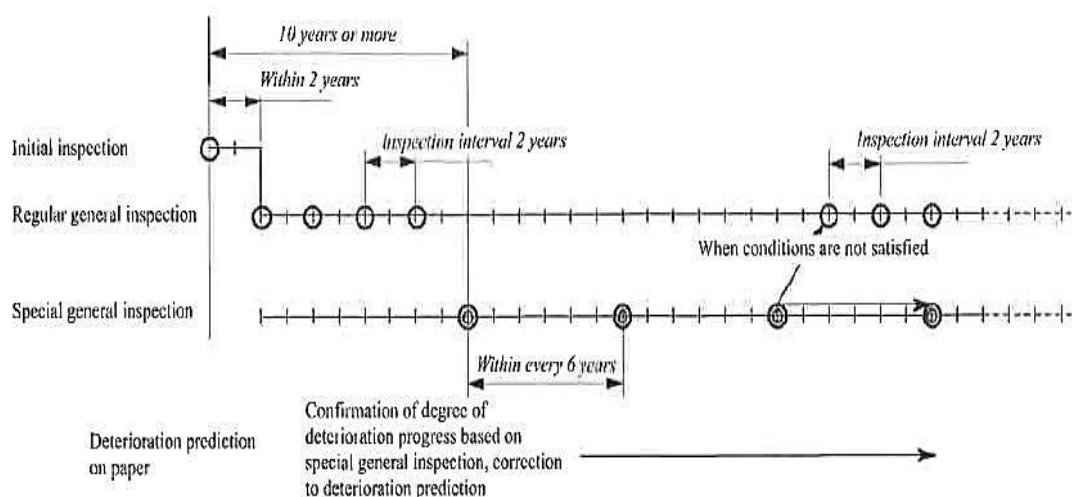 10 years or more
Within 2 years
Initial inspection
Inspection interval 2 years
Inspection interval 2 years
Regular general inspection
When conditions are not satisfied
Special general inspection
Within every 6 years
Deterioration prediction
on paper
Confirmation of degree of
deterioration progress based on
special general inspection, correction
to deterioration prediction